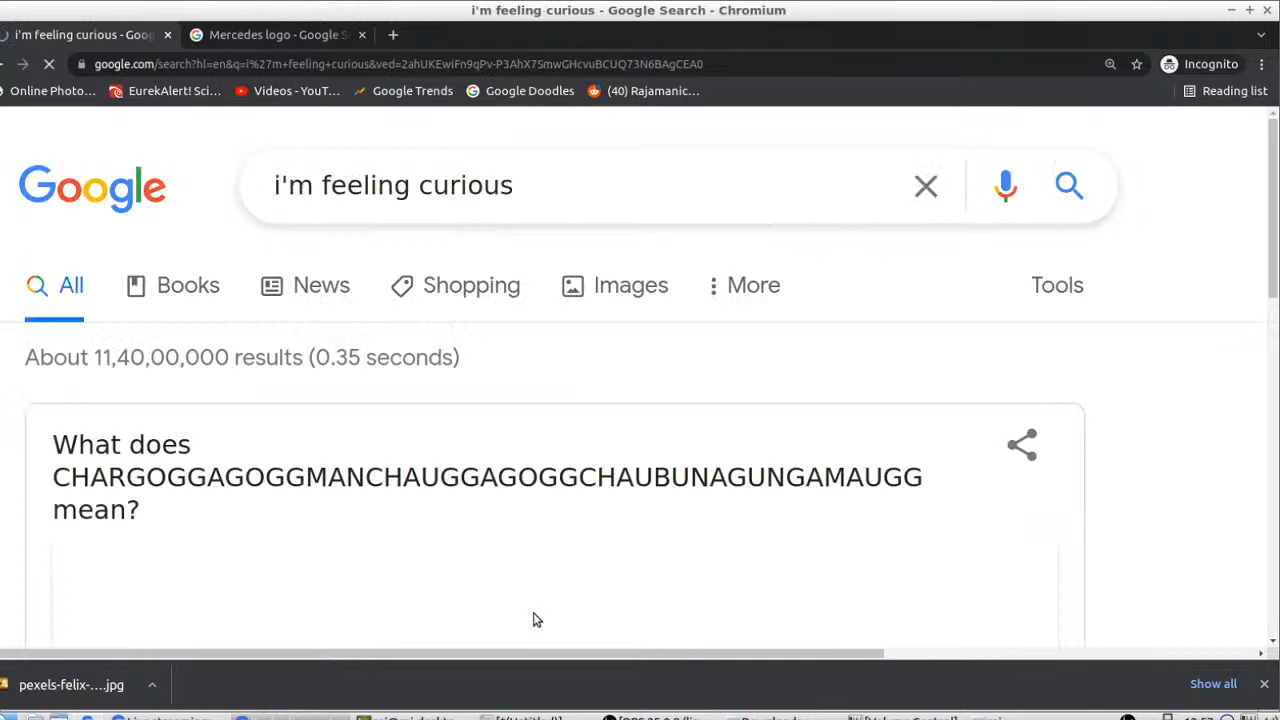 i'm feeling curious - Google Search - Chromium
i'm feeling curious - Goog
Mercedes logo - Google S
google.com/search?hl=en&q=i%27m+feeling+curious&ved=2ahUKEwiFn9qPv-P3AhX7SmwGHcvuBCUQ73N6BAgCEA0
Incognito
Online Photo...
EurekAlert! Sci...
Videos - YouT...
Google Trends
Google Doodles
(40) Rajamanic...
Reading list
Google
i'm feeling curious
All
Books
News
Shopping
Images
More
Tools
About 11,40,00,000 results (0.35 seconds)
What does
CHARGOGGAGOGGMANCHAUGGAGOGGCHAUBUNAGUNGAMAUGG
mean?
pexels-felix-....jpg
Show all